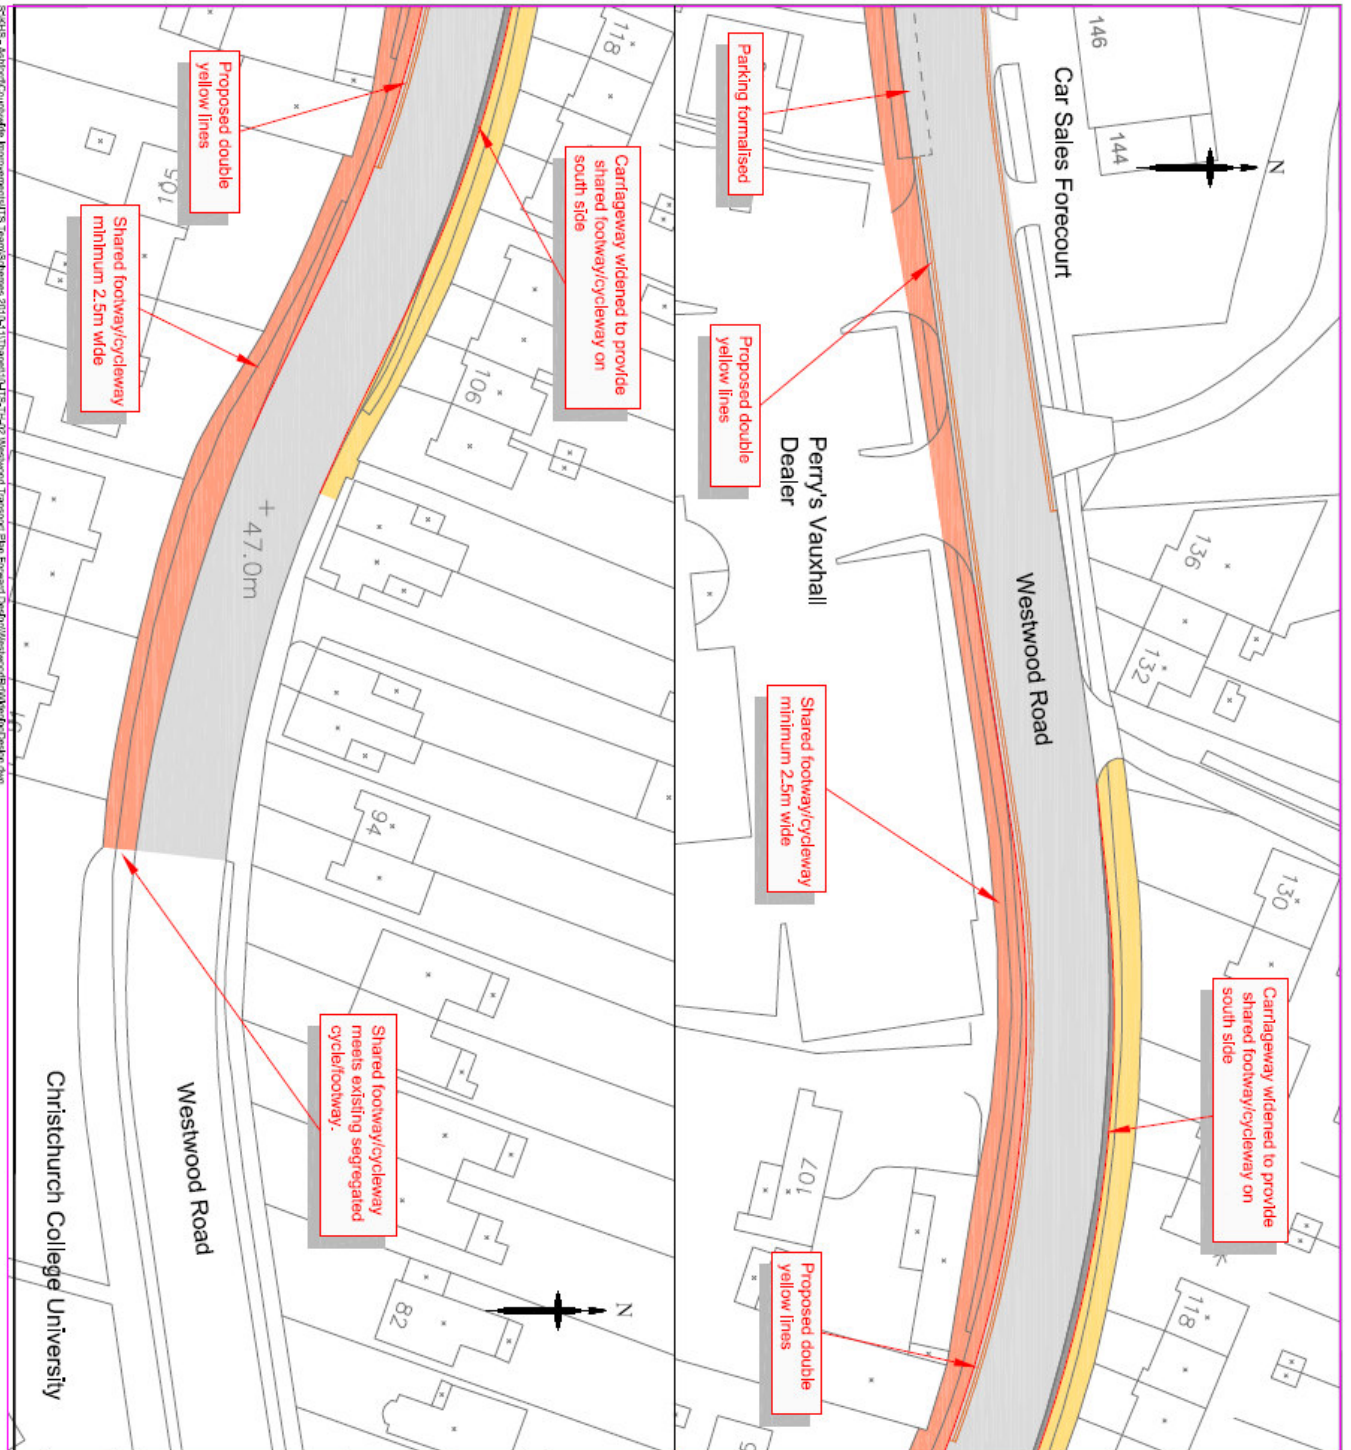 146
144
Car Sales Forecourt
N
Parking formalised
Proposed double
yellow lines
Perry's Vauxhall
Dealer
136
132
Westwood Road
Shared footway/cycleway
minimum 2.5m wide
130
Carriageway widened to provide
shared footway/cycleway on
south side
107
118
Proposed double
yellow lines
118
Proposed double
yellow lines
Carriageway widened to provide
shared footway/cycleway on
south side
105
Shared footway/cycleway
minimum 2.5m wide
106
47.0m
94
Shared footway/cycleway
meets existing segregated
cycle/footway.
Westwood Road
Christchurch College University
82
N